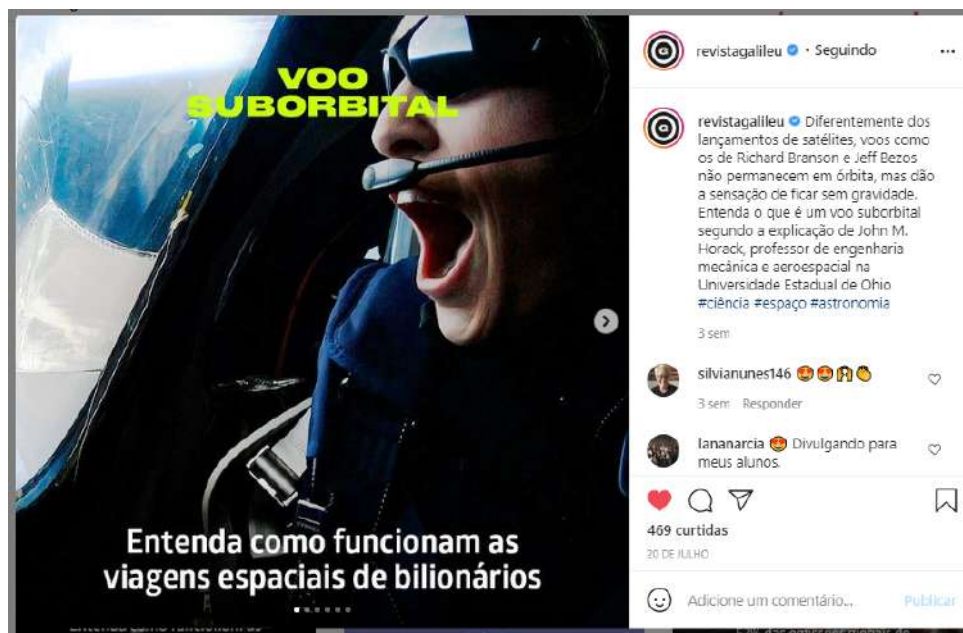 VOO
SUBORBITAL
Entenda como funcionam as
viagens espaciais de bilionários
revistagalileu • Seguindo
revistagalileu Diferentemente dos
lançamentos de satélites, voos como
os de Richard Branson e Jeff Bezos
não permanecem em órbita, mas dão
a sensação de ficar sem gravidade.
Entenda o que é um voo suborbital
segundo a explicação de John M.
Horack, professor de engenharia
mecânica e aeroespacial na
Universidade Estadual de Ohio
#ciência #espaço #astronomia
3 sem
silvianunes146 🤩🤩🙌👏
3 sem Responder
lananarcia 🤩 Divulgando para
meus alunos.
469 curtidas
20 DE JULHO
Adicione um comentário... Publicar